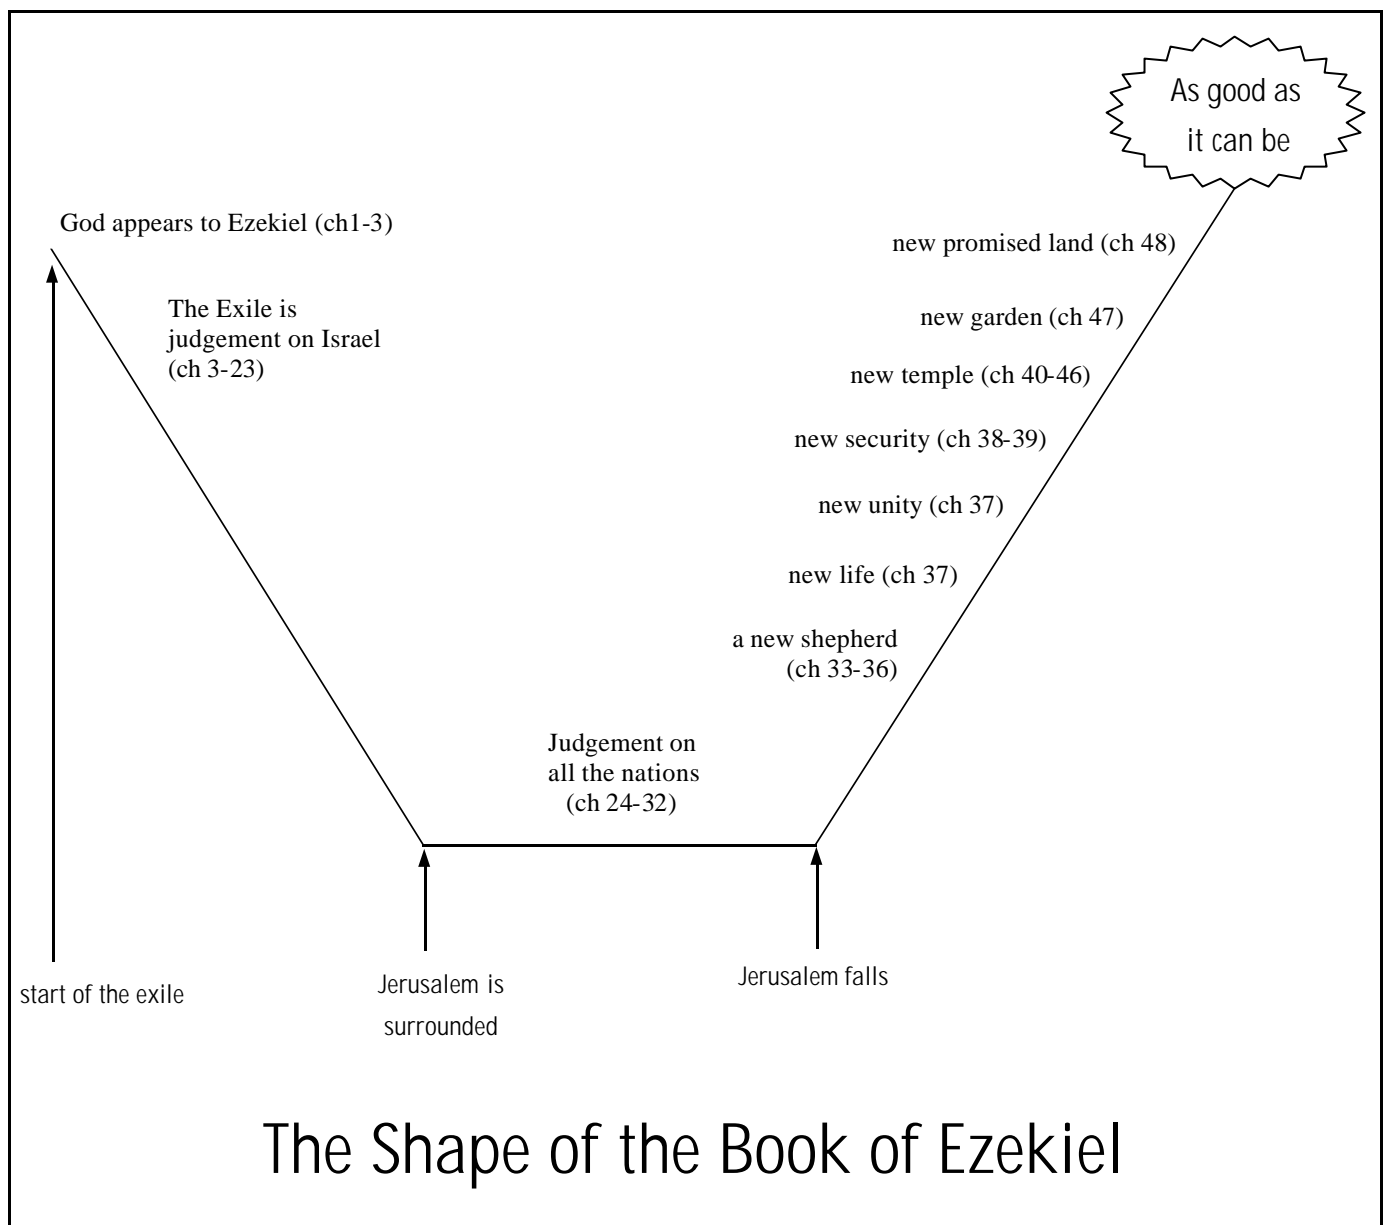 As good as
it can be
God appears to Ezekiel (ch1-3)
new promised land (ch 48)
The Exile is
judgement on Israel
(ch 3-23)
new garden (ch 47)
new temple (ch 40-46)
new security (ch 38-39)
new unity (ch 37)
new life (ch 37)
a new shepherd
(ch 33-36)
Judgement on
all the nations
(ch 24-32)
start of the exile
Jerusalem is
surrounded
Jerusalem falls
The Shape of the Book of Ezekiel